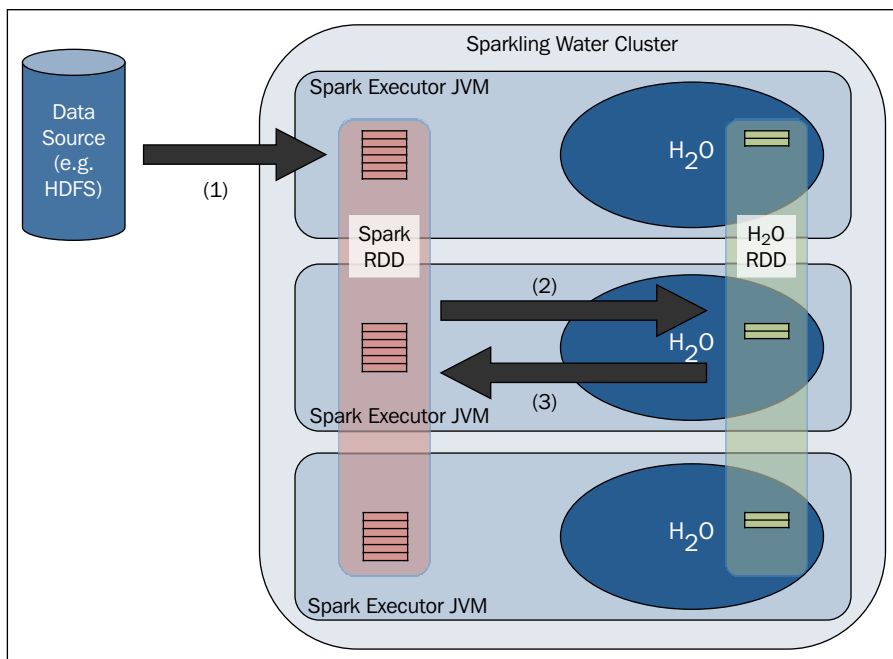 Sparkling Water Cluster
Data
Source
(e.g.
HDFS)
(1)
Spark Executor JVM
H₂O
Spark
RDD
H₂O
RDD
(2)
H₂O
(3)
Spark Executor JVM
H₂O
Spark Executor JVM